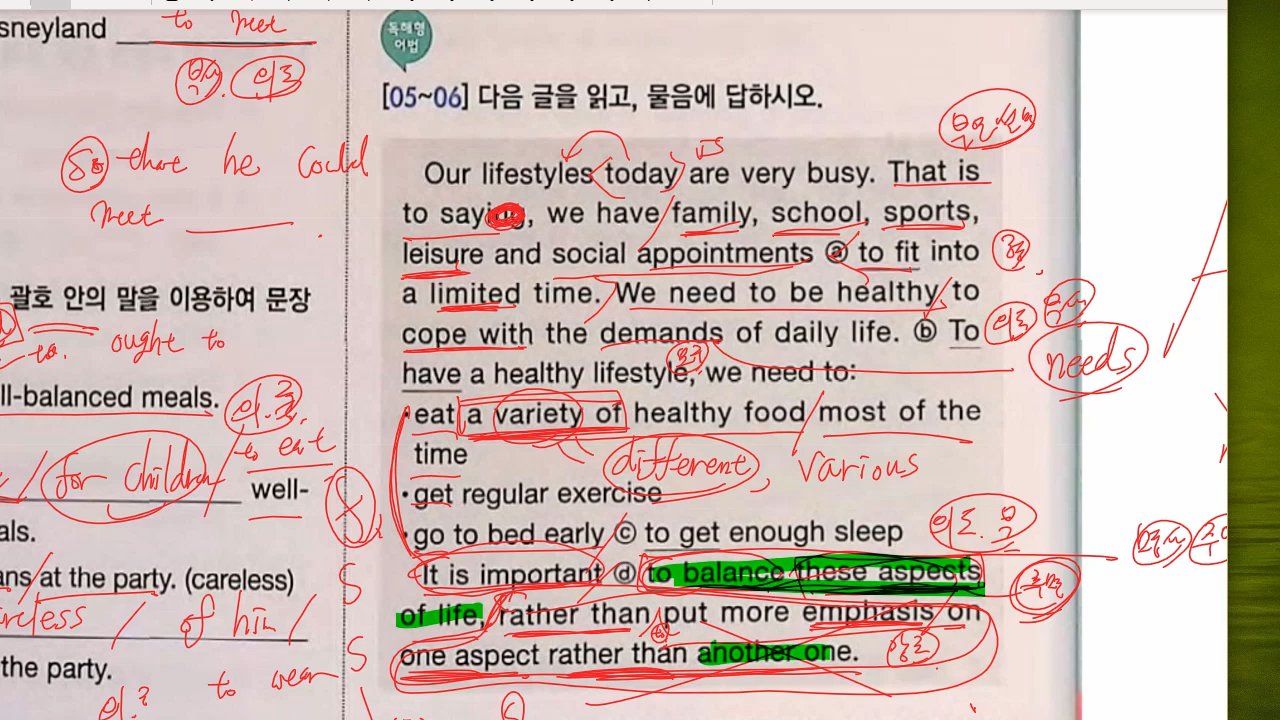 sneyland
to meet
독해형
어법
[05~06] 다음 글을 읽고, 물음에 답하시오.
so that he could
meet
Our lifestyles today are very busy. That is
to saying, we have family, school, sports,
leisure and social appointments ⓐ to fit into
a limited time. We need to be healthy to
cope with the demands of daily life. ⓑ To
needs
have a healthy lifestyle, we need to:
• eat a variety of healthy food most of the
time
different, various
• get regular exercise
• go to bed early ⓒ to get enough sleep
It is important ⓓ to balance these aspects
of life, rather than put more emphasis on
one aspect rather than another one.
괄호 안의 말을 이용하여 문장
ought to
ll-balanced meals.
to eat
for children
well-
als.
ans at the party. (careless)
of him
the party.
to wear